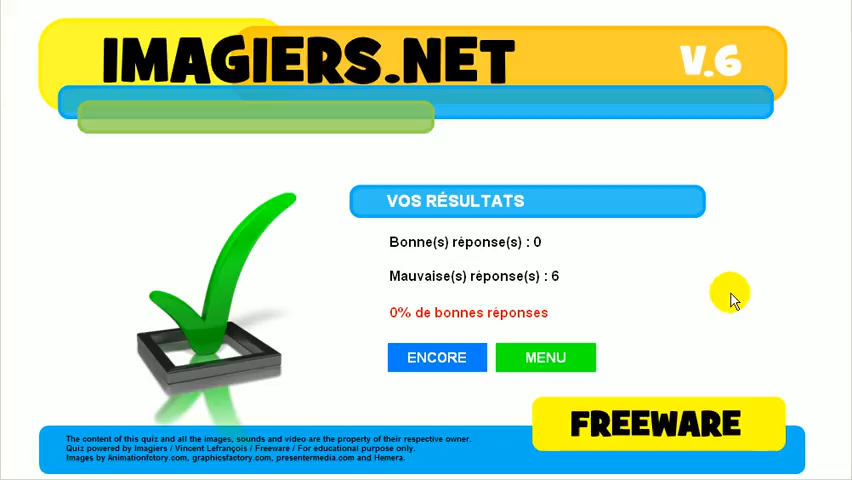 IMAGIERS.NET
V.6
VOS RÉSULTATS
Bonne(s) réponse(s) : 0
Mauvaise(s) réponse(s) : 6
0% de bonnes réponses
ENCORE
MENU
FREEWARE
The content of this quiz and all the images, sounds and video are the property of their respective owner.
Quiz powered by Imagiers / Vincent Lefrançois / Freeware / For educational purpose only.
Images by Animationfctory.com, graphicsfactory.com, presentermedia.com and Hemera.